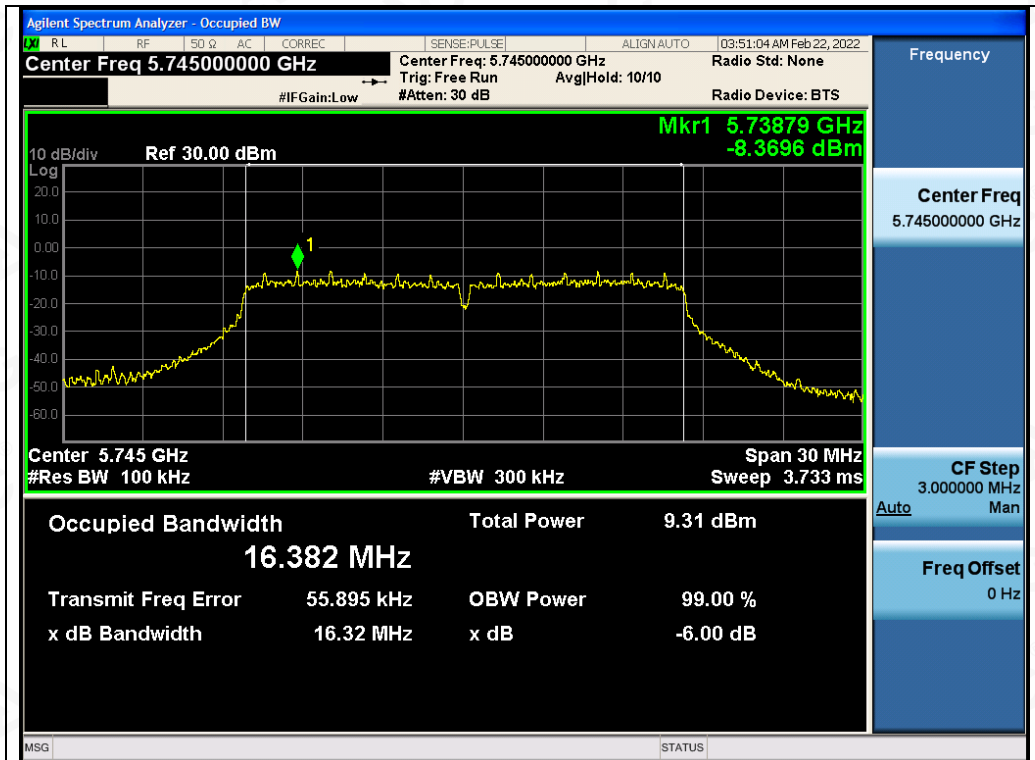 Agilent Spectrum Analyzer - Occupied BW
LXI RL RF 50 Ω AC CORREC SENSE:PULSE ALIGN AUTO 03:51:04 AM Feb 22, 2022
Center Freq 5.745000000 GHz
Center Freq: 5.745000000 GHz Radio Std: None
Trig: Free Run Avg|Hold: 10/10
#IFGain:Low #Atten: 30 dB Radio Device: BTS
Mkr1 5.73879 GHz
-8.3696 dBm
10 dB/div Ref 30.00 dBm
Log
20.0
10.0
0.00
1
-10.0
-20.0
-30.0
-40.0
-50.0
-60.0
Center 5.745 GHz Span 30 MHz
#Res BW 100 kHz #VBW 300 kHz Sweep 3.733 ms
Occupied Bandwidth Total Power 9.31 dBm
16.382 MHz
Transmit Freq Error 55.895 kHz OBW Power 99.00 %
x dB Bandwidth 16.32 MHz x dB -6.00 dB
Frequency
Center Freq
5.745000000 GHz
CF Step
3.000000 MHz
Auto Man
Freq Offset
0 Hz
MSG STATUS